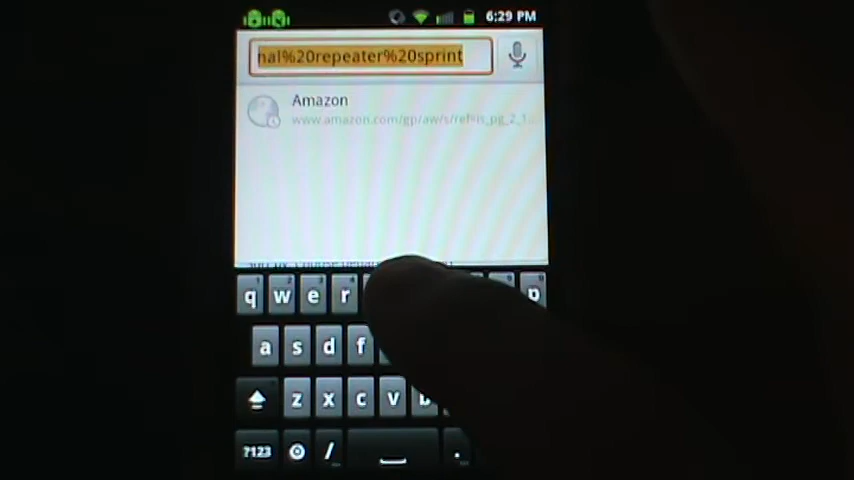 6:29 PM
nal%20repeater%20sprint
Amazon
www.amazon.com/gp/aw/s/ref=is_pg_2_1...
q w e r p
a s d f
z x c v b
?123 / .